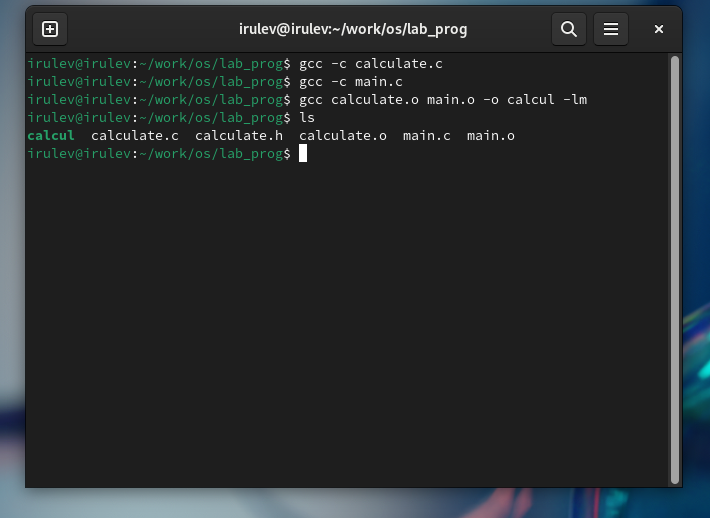 irulev@irulev:~/work/os/lab_prog
irulev@irulev:~/work/os/lab_prog$ gcc -c calculate.c
irulev@irulev:~/work/os/lab_prog$ gcc -c main.c
irulev@irulev:~/work/os/lab_prog$ gcc calculate.o main.o -o calcul -lm
irulev@irulev:~/work/os/lab_prog$ ls
calcul  calculate.c  calculate.h  calculate.o  main.c  main.o
irulev@irulev:~/work/os/lab_prog$